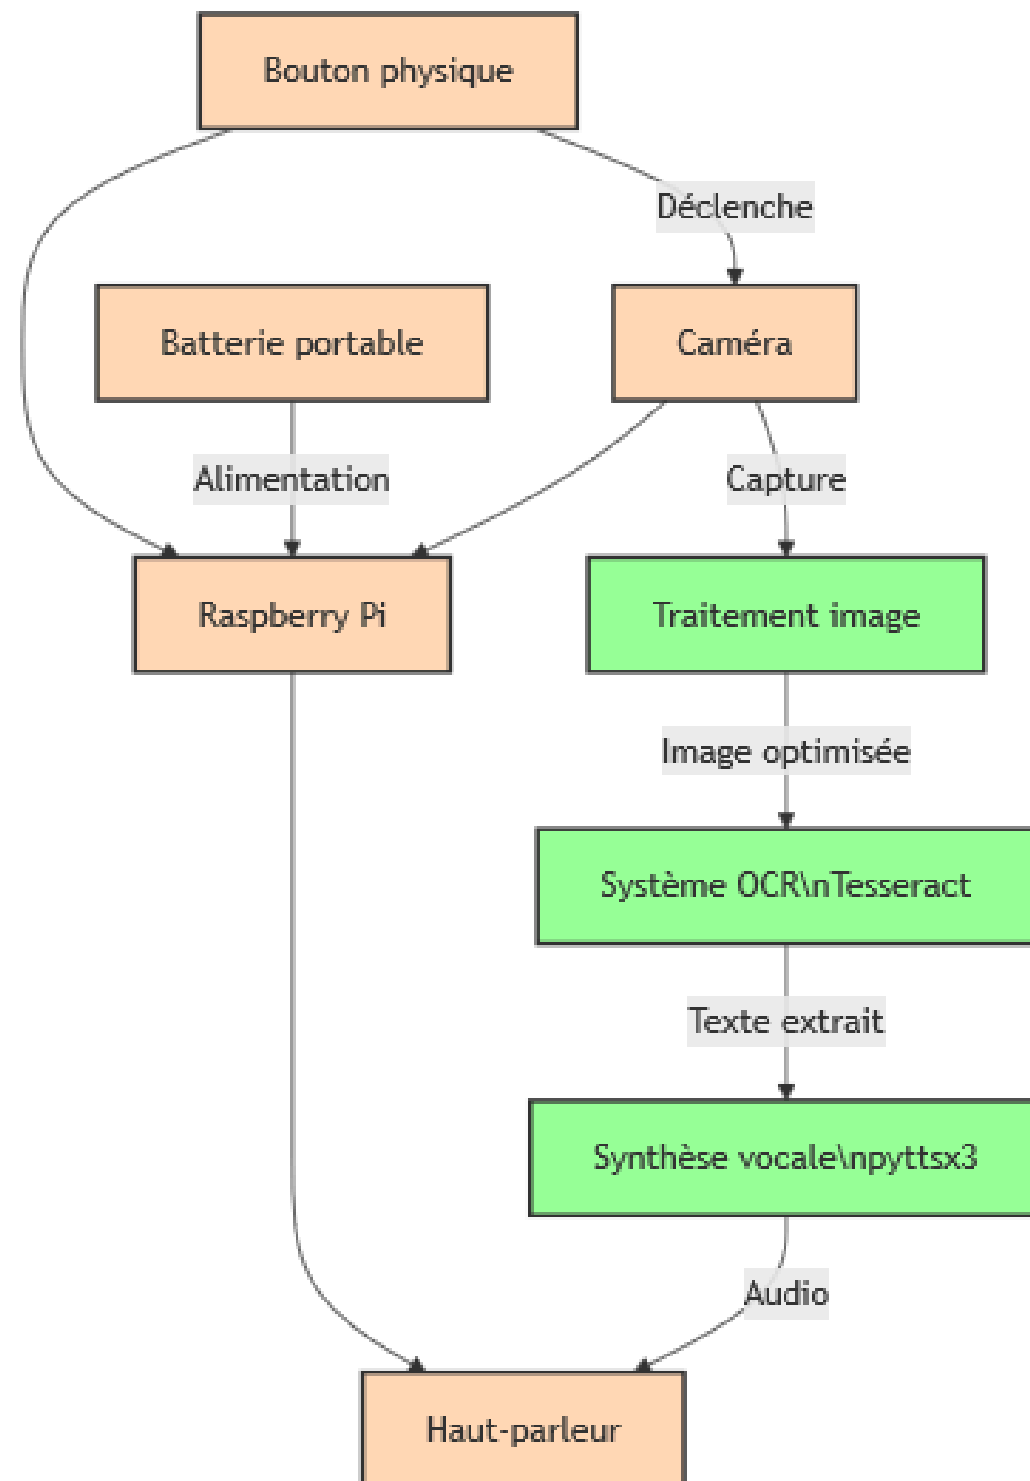 Bouton physique
Déclenche
Batterie portable
Caméra
Alimentation
Capture
Raspberry Pi
Traitement image
Image optimisée
Système OCR\nTesseract
Texte extrait
Synthèse vocale\npyttsx3
Audio
Haut-parleur